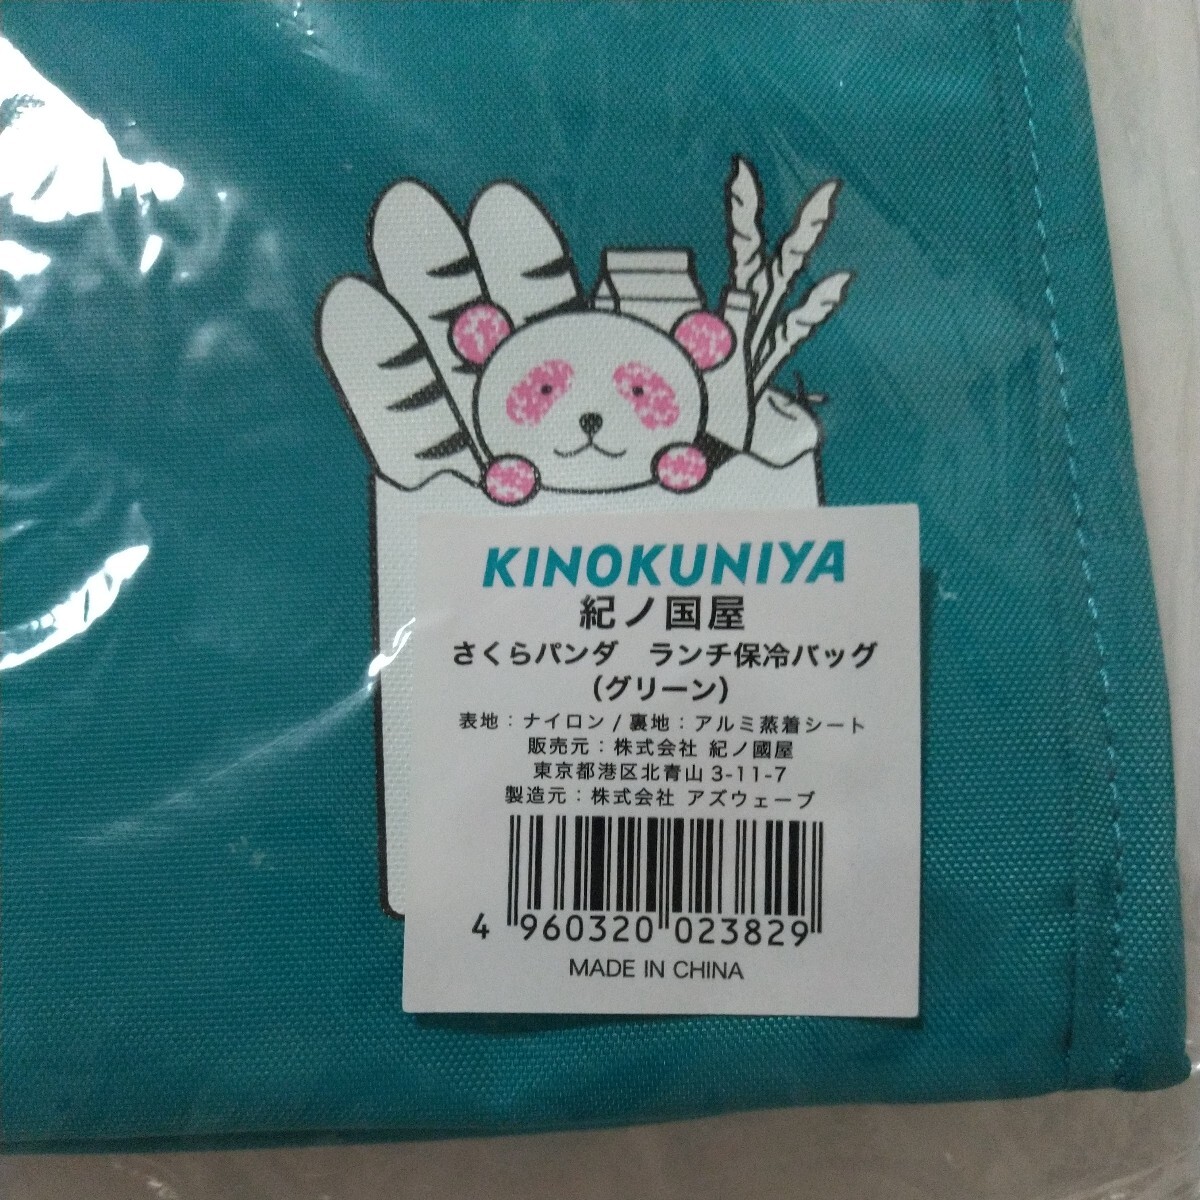 KINOKUNIYA
紀ノ国屋
さくらパンダ　ランチ保冷バッグ
（グリーン）
表地：ナイロン / 裏地：アルミ蒸着シート
販売元：株式会社 紀ノ國屋
東京都港区北青山 3-11-7
製造元：株式会社 アズウェーブ
4 960320 023829
MADE IN CHINA